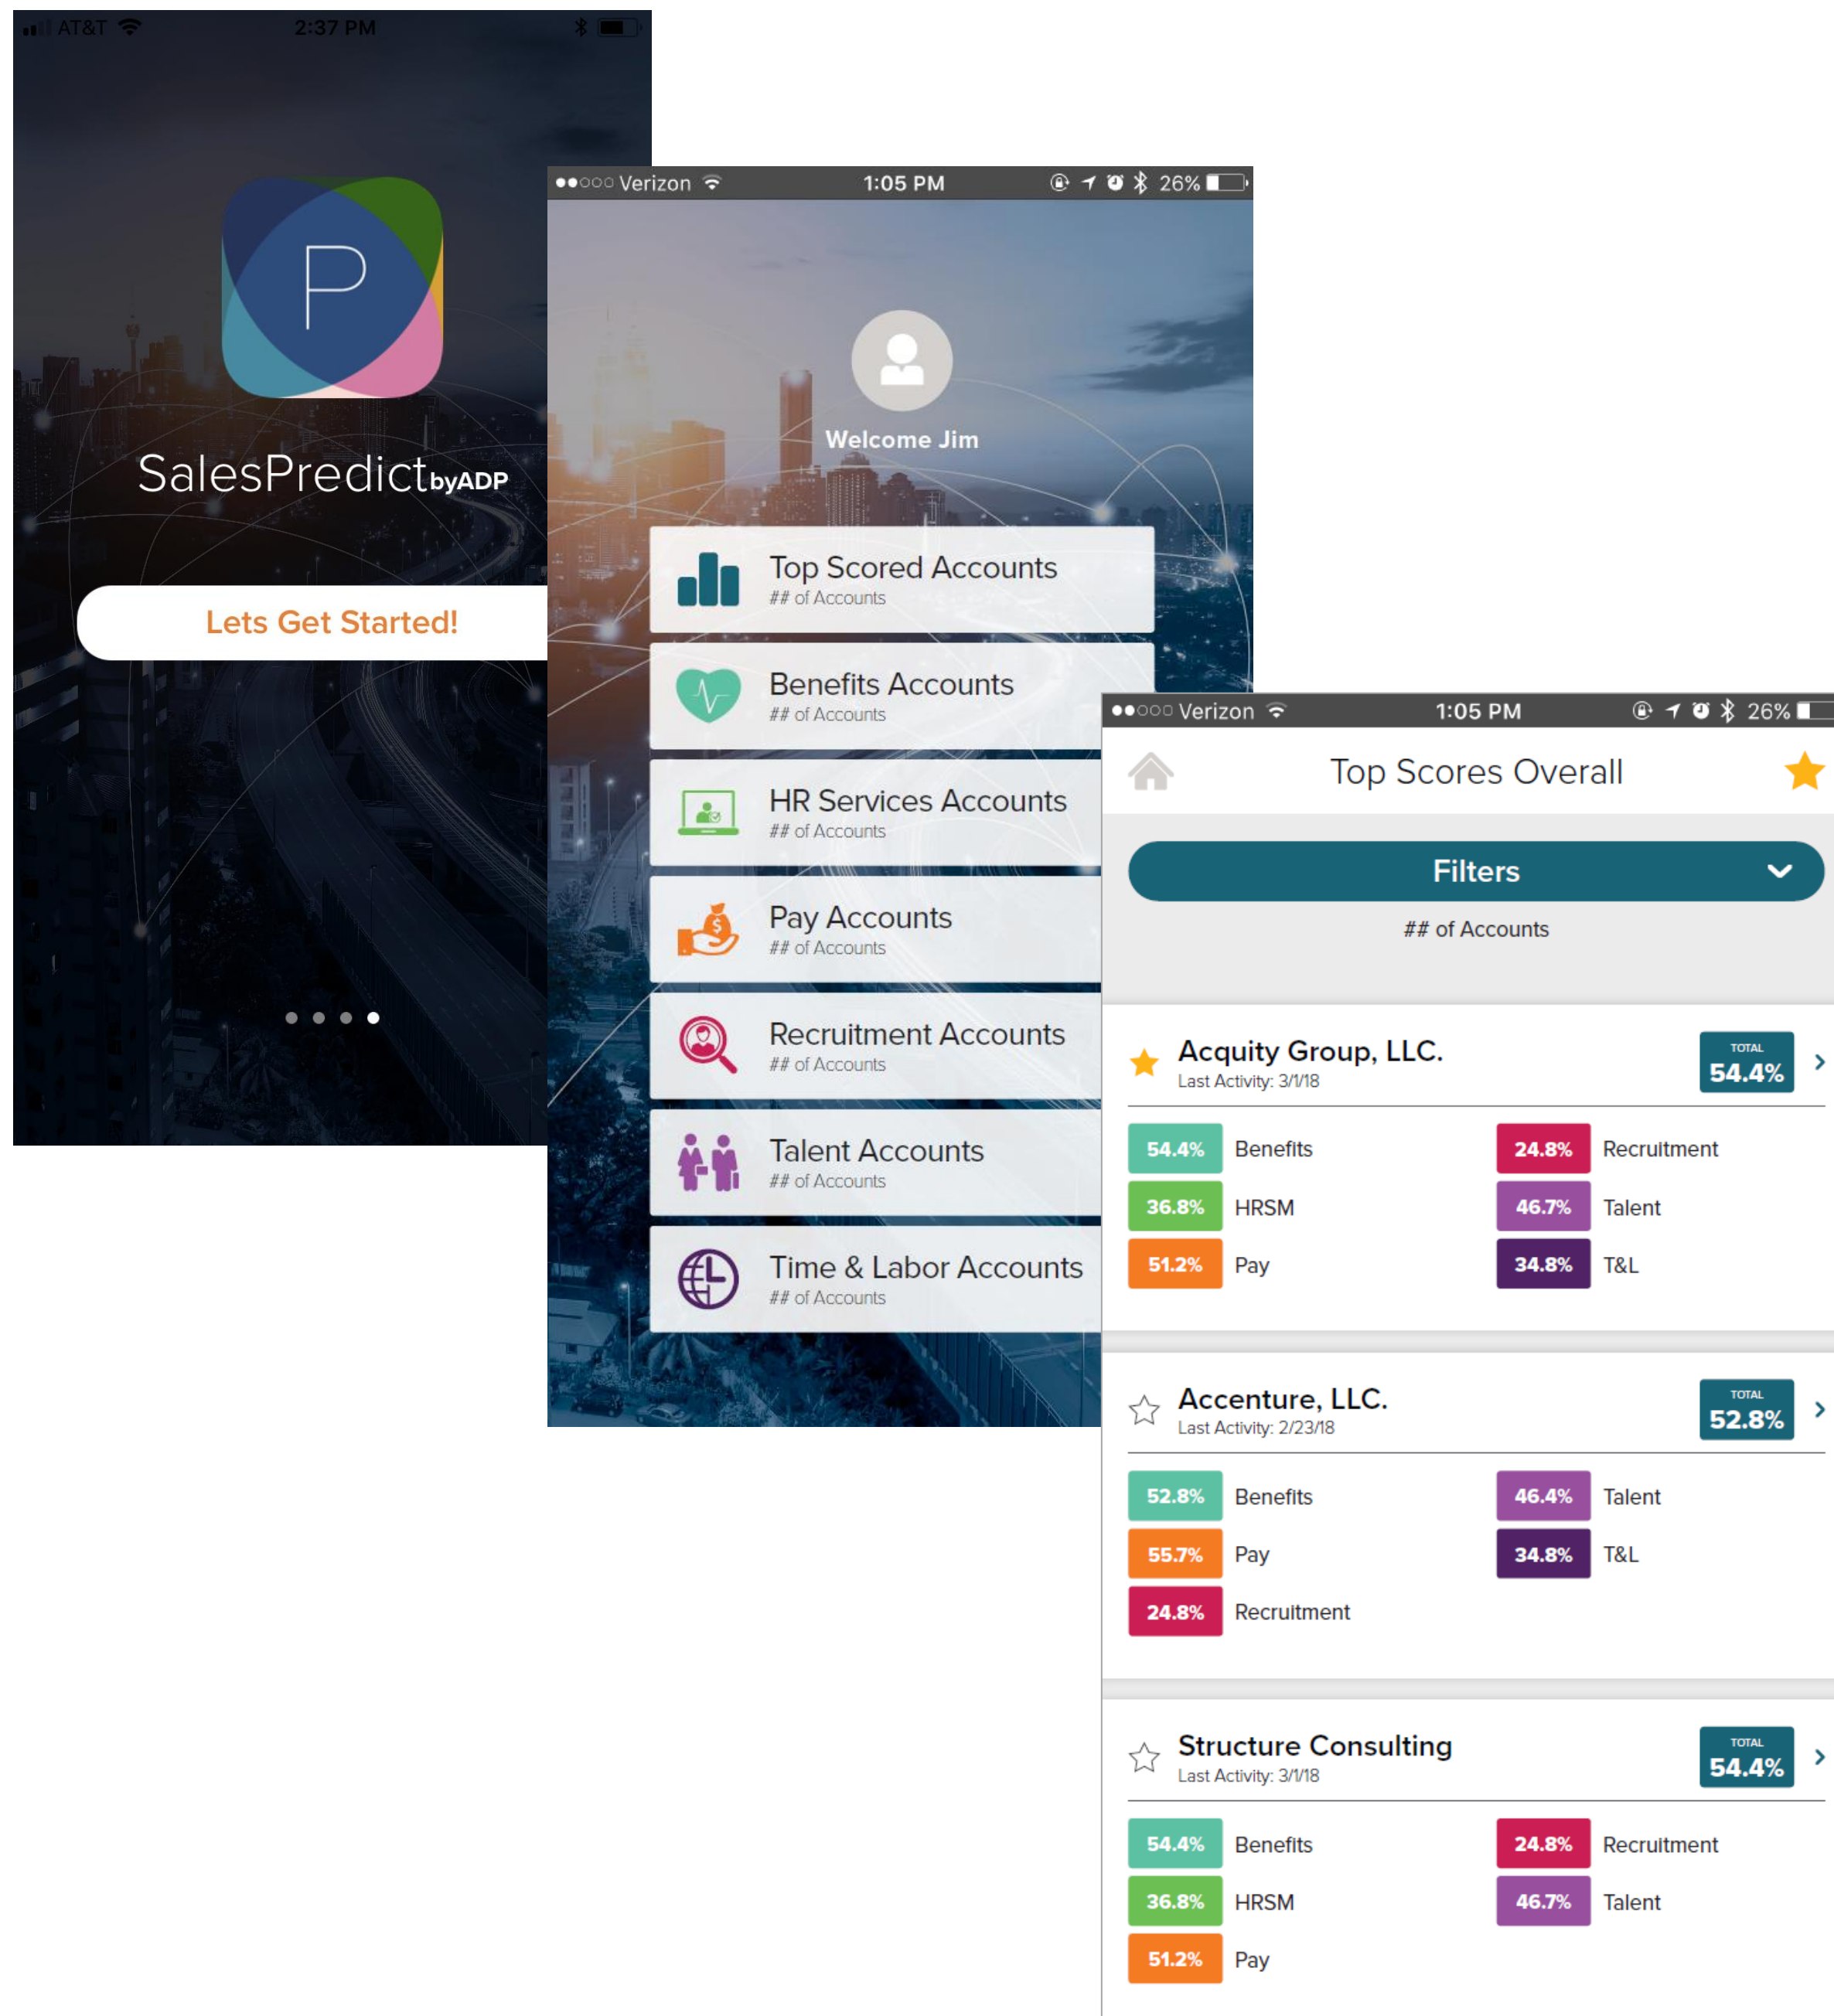 AT&T 2:37 PM
P
SalesPredictbyADP
Lets Get Started!
Verizon 1:05 PM 26%
Welcome Jim
Top Scored Accounts
## of Accounts
Benefits Accounts
## of Accounts
HR Services Accounts
## of Accounts
Pay Accounts
## of Accounts
Recruitment Accounts
## of Accounts
Talent Accounts
## of Accounts
Time & Labor Accounts
## of Accounts
Verizon 1:05 PM 26%
Top Scores Overall
Filters
## of Accounts
Acquity Group, LLC.
Last Activity: 3/1/18
TOTAL
54.4%
54.4% Benefits
36.8% HRSM
51.2% Pay
24.8% Recruitment
46.7% Talent
34.8% T&L
Accenture, LLC.
Last Activity: 2/23/18
TOTAL
52.8%
52.8% Benefits
55.7% Pay
24.8% Recruitment
46.4% Talent
34.8% T&L
Structure Consulting
Last Activity: 3/1/18
TOTAL
54.4%
54.4% Benefits
36.8% HRSM
51.2% Pay
24.8% Recruitment
46.7% Talent